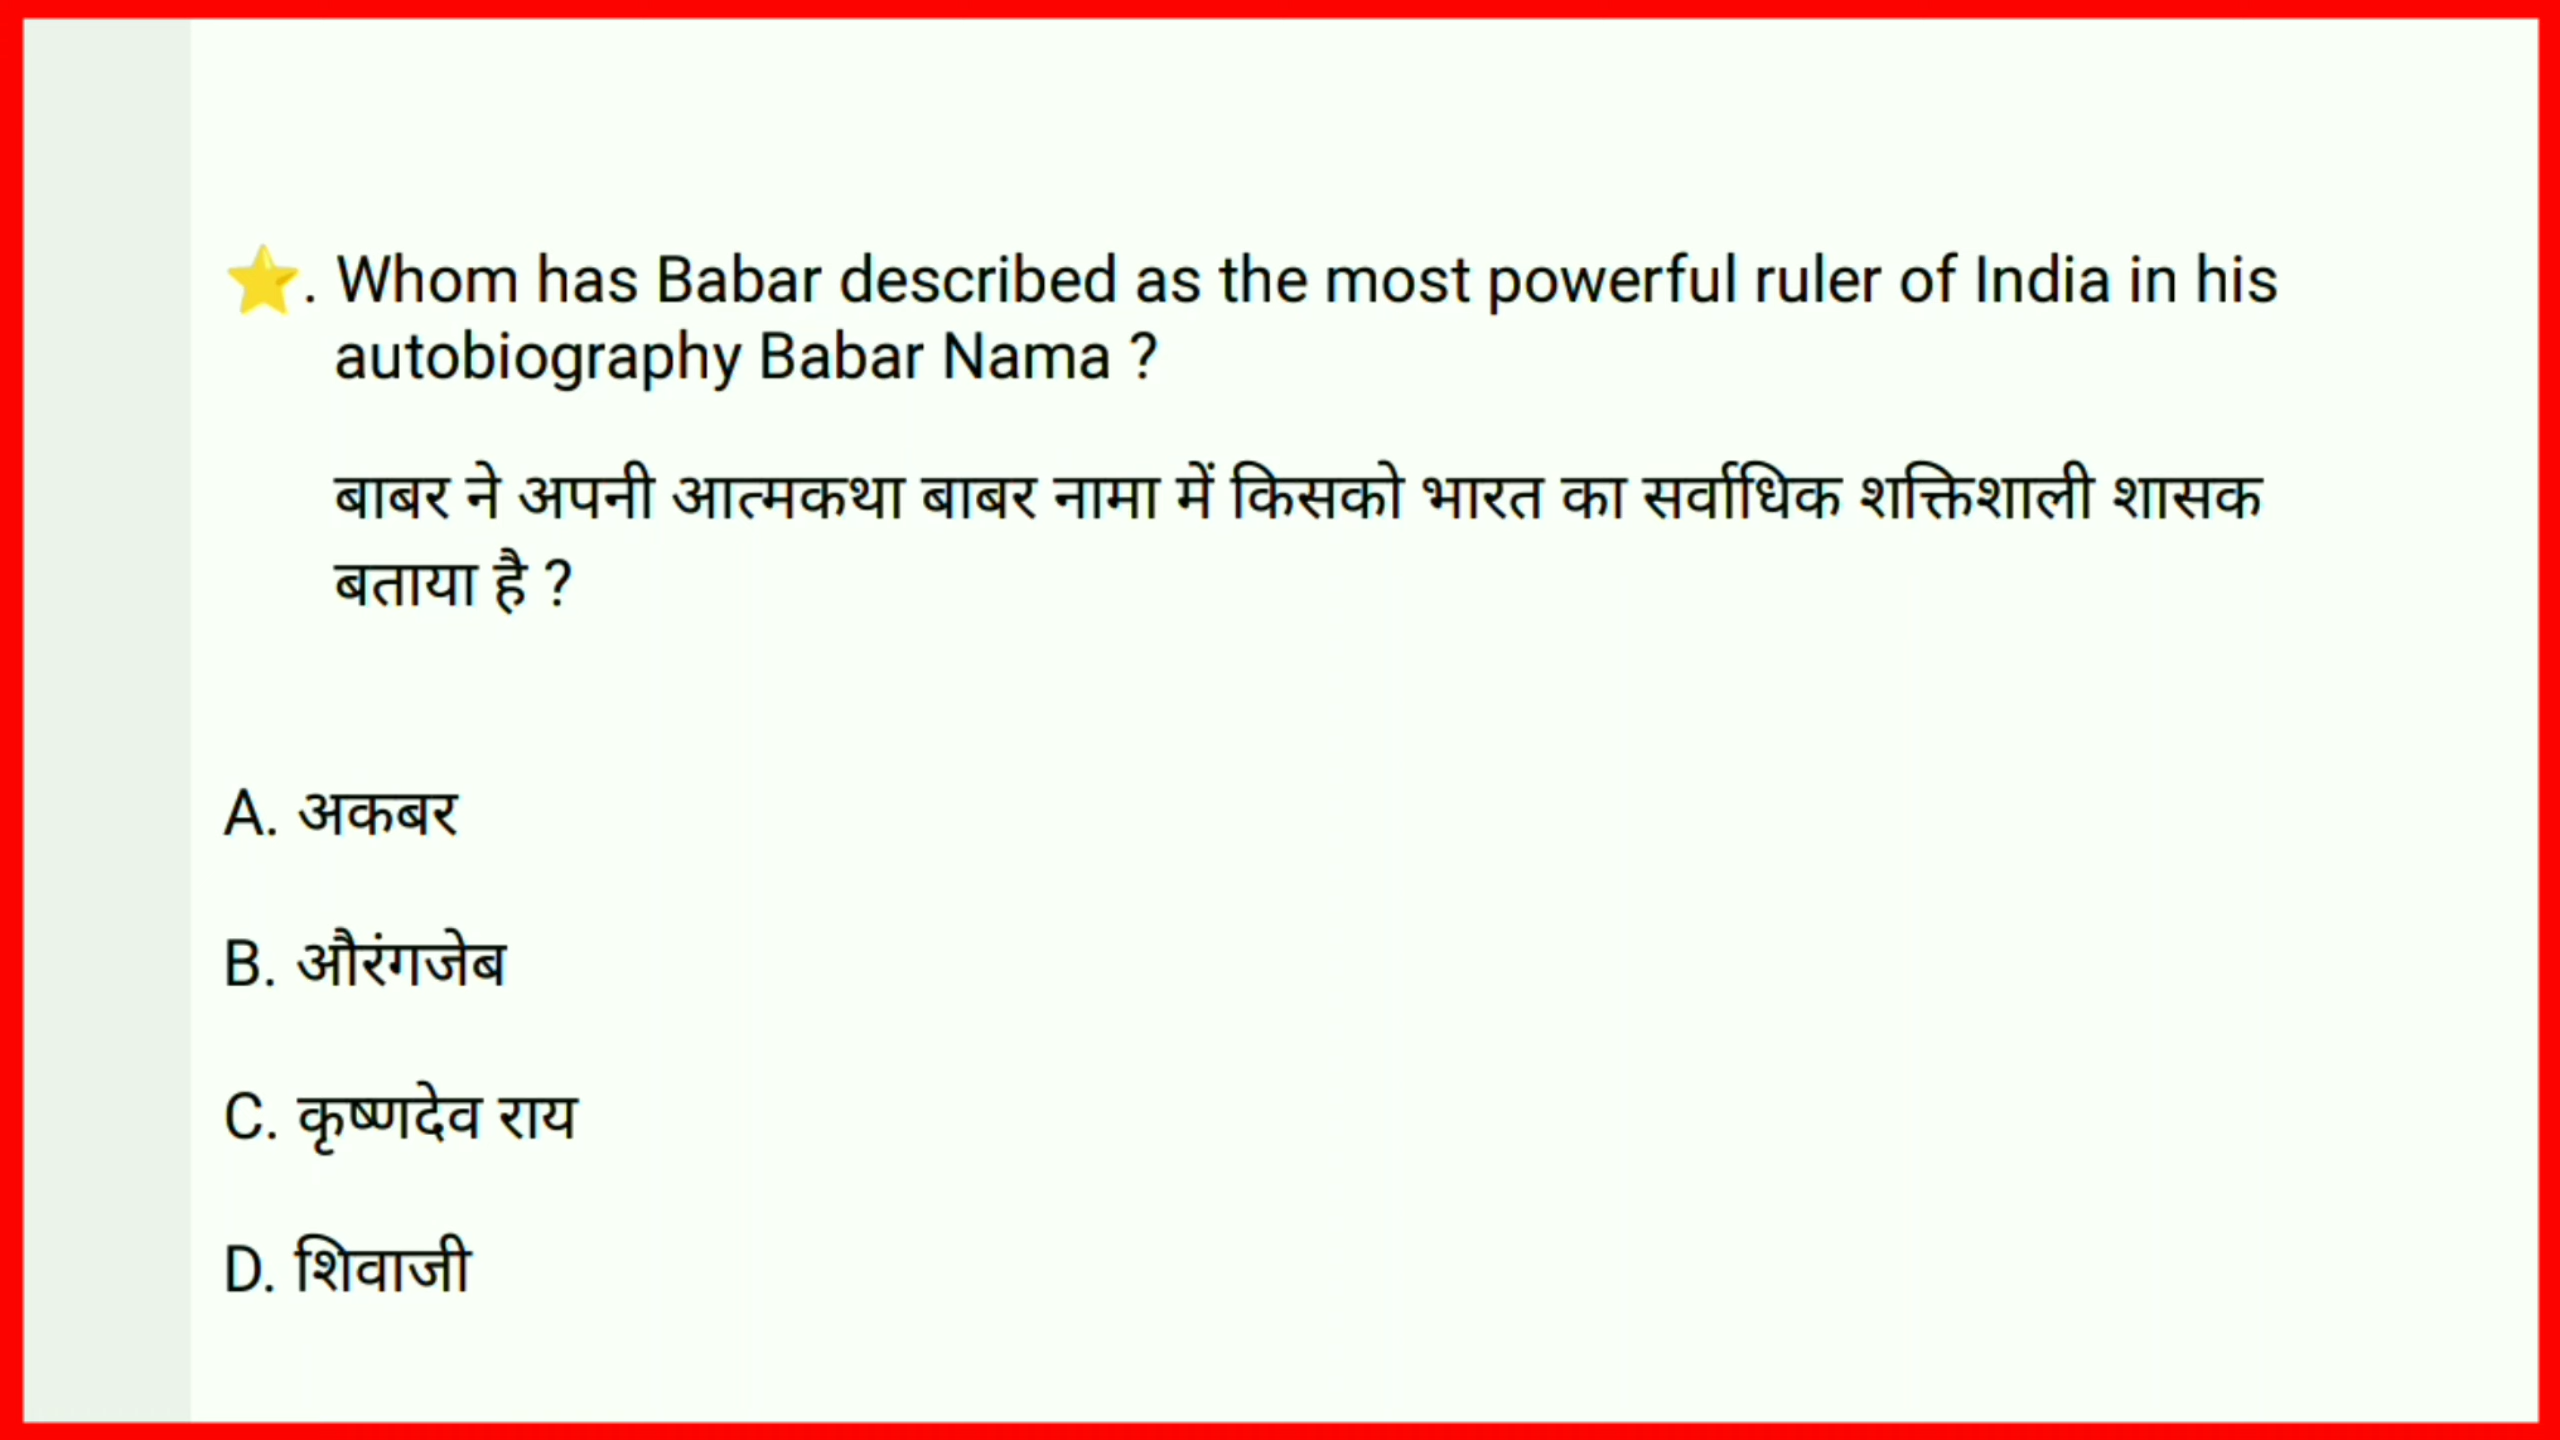 ⭐. Whom has Babar described as the most powerful ruler of India in his
autobiography Babar Nama ?
बाबर ने अपनी आत्मकथा बाबर नामा में किसको भारत का सर्वाधिक शक्तिशाली शासक
बताया है ?
A. अकबर
B. औरंगजेब
C. कृष्णदेव राय
D. शिवाजी